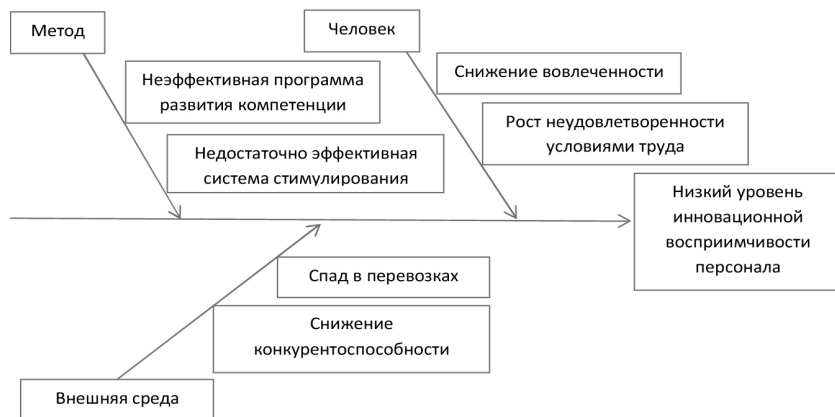 Метод
Человек
Неэффективная программа
развития компетенции
Снижение вовлеченности
Недостаточно эффективная
система стимулирования
Рост неудовлетворенности
условиями труда
Низкий уровень
инновационной
восприимчивости
персонала
Спад в перевозках
Снижение
конкурентоспособности
Внешняя среда